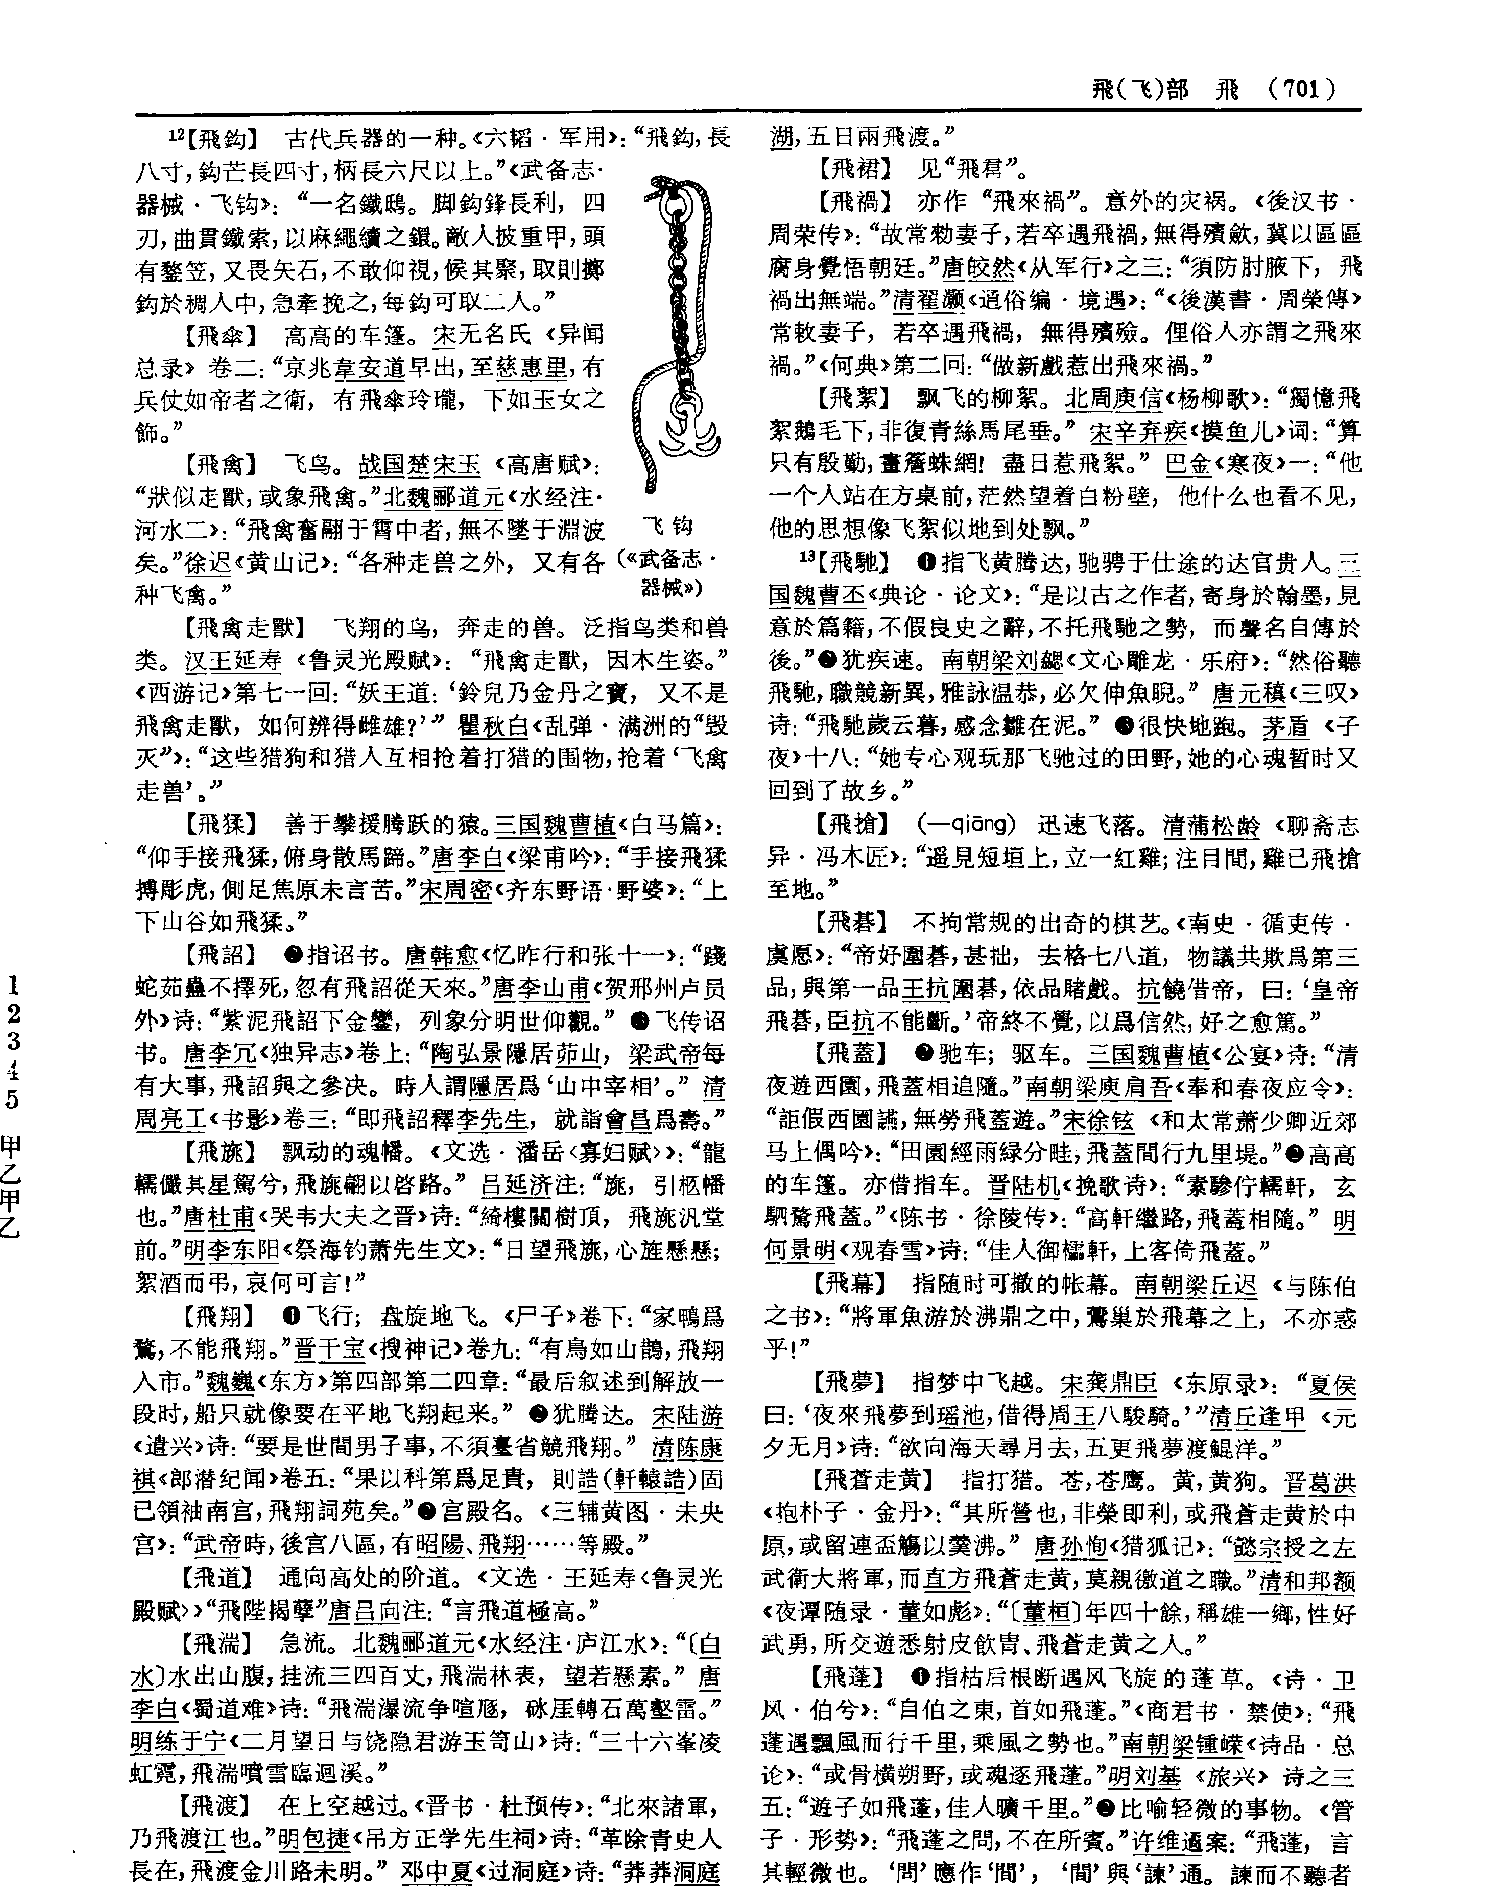 飛(飞)部　飛　(701)
12【飛鈎】　古代兵器的一种。《六韬·军用》：“飛鈎，長
八寸，鈎芒長四寸，柄長六尺以上。”《武备志·
器械·飞钩》：“一名鐵鴟。脚鈎鋒長利，四
刃，曲貫鐵索，以麻繩續之鐶。敵人披重甲，頭
有鍪笠，又畏矢石，不敢仰視，候其聚，取則擲
鈎於稠人中，急牽挽之，每鈎可取二人。”
【飛傘】　高高的车篷。宋无名氏《异闻
总录》卷二：“京兆韋安道早出，至慈惠里，有
兵仗如帝者之衛，有飛傘玲瓏，下如玉女之
飾。”
【飛禽】　飞鸟。战国楚宋玉《高唐赋》：
“狀似走獸，或象飛禽。”北魏郦道元《水经注·
河水二》：“飛禽奮翮于霄中者，無不墜于淵波
矣。”徐迟《黄山记》：“各种走兽之外，又有各
种飞禽。”
飞钩
（《武备志·
器械》）
【飛禽走獸】　飞翔的鸟，奔走的兽。泛指鸟类和兽
类。汉王延寿《鲁灵光殿赋》：“飛禽走獸，因木生姿。”
《西游记》第七一回：“妖王道：‘鈴兒乃金丹之寶，又不是
飛禽走獸，如何辨得雌雄？’”瞿秋白《乱弹·满洲的“毁
灭”》：“这些猎狗和猎人互相抢着打猎的围物，抢着‘飞禽
走兽’。”
【飛猱】　善于攀援腾跃的猿。三国魏曹植《白马篇》：
“仰手接飛猱，俯身散馬蹄。”唐李白《梁甫吟》：“手接飛猱
搏彫虎，側足焦原未言苦。”宋周密《齐东野语·野婆》：“上
下山谷如飛猱。”
【飛詔】　❶指诏书。唐韩愈《忆昨行和张十一》：“踐
蛇茹蠱不擇死，忽有飛詔從天來。”唐李山甫《贺邢州卢员
外》诗：“紫泥飛詔下金鑾，列象分明世仰觀。”❷飞传诏
书。唐李冗《独异志》卷上：“陶弘景隱居茆山，梁武帝每
有大事，飛詔與之參决。時人謂隱居爲‘山中宰相’。”清
周亮工《书影》卷三：“即飛詔釋李先生，就詣會昌爲壽。”
【飛旐】　飘动的魂幡。《文选·潘岳〈寡妇赋〉》：“龍
轜儼其星駕兮，飛旐翩以啓路。”吕延济注：“旐，引柩幡
也。”唐杜甫《哭韦大夫之晋》诗：“綺樓關樹頂，飛旐汎堂
前。”明李东阳《祭海钓萧先生文》：“日望飛旐，心旌懸懸；
絮酒而弔，哀何可言！”
【飛翔】　❶飞行；盘旋地飞。《尸子》卷下：“家鴨爲
鶩，不能飛翔。”晋干宝《搜神记》卷九：“有鳥如山鵲，飛翔
入市。”魏巍《东方》第四部第二四章：“最后叙述到解放一
段时，船只就像要在平地飞翔起来。”❷犹腾达。宋陆游
《遣兴》诗：“要是世間男子事，不須臺省競飛翔。”清陈康
祺《郎潜纪闻》卷五：“果以科第爲足貴，則誥（軒轅誥）固
已領袖南宫，飛翔詞苑矣。”❸宫殿名。《三辅黄图·未央
宫》：“武帝時，後宫八區，有昭陽、飛翔……等殿。”
【飛道】　通向高处的阶道。《文选·王延寿〈鲁灵光
殿赋〉》“飛陛揭孽”唐吕向注：“言飛道極高。”
【飛湍】　急流。北魏郦道元《水经注·庐江水》：“〔白
水〕水出山腹，挂流三四百丈，飛湍林表，望若懸素。”唐
李白《蜀道难》诗：“飛湍瀑流争喧豗，砯厓轉石萬壑雷。”
明练于宁《二月望日与饶隐君游玉笥山》诗：“三十六峯凌
虹霓，飛湍噴雪臨迴溪。”
【飛渡】　在上空越过。《晋书·杜预传》：“北來諸軍，
乃飛渡江也。”明包捷《吊方正学先生祠》诗：“革除青史人
長在，飛渡金川路未明。”邓中夏《过洞庭》诗：“莽莽洞庭
湖，五日兩飛渡。”
【飛裙】　见“飛帬”。
【飛禍】　亦作“飛來禍”。意外的灾祸。《後汉书·
周荣传》：“故常勑妻子，若卒遇飛禍，無得殯斂，冀以區區
腐身覺悟朝廷。”唐皎然《从军行》之三：“須防肘腋下，飛
禍出無端。”清翟灏《通俗编·境遇》：“《後漢書·周榮傳》
常敕妻子，若卒遇飛禍，無得殯殮。俚俗人亦謂之飛來
禍。”《何典》第二回：“做新戲惹出飛來禍。”
【飛絮】　飘飞的柳絮。北周庾信《杨柳歌》：“獨憶飛
絮鵝毛下，非復青絲馬尾垂。”宋辛弃疾《摸鱼儿》词：“算
只有殷勤，畫簷蛛網！盡日惹飛絮。”巴金《寒夜》一：“他
一个人站在方桌前，茫然望着白粉壁，他什么也看不见，
他的思想像飞絮似地到处飘。”
13【飛馳】　❶指飞黄腾达，驰骋于仕途的达官贵人。三
国魏曹丕《典论·论文》：“是以古之作者，寄身於翰墨，見
意於篇籍，不假良史之辭，不托飛馳之勢，而聲名自傳於
後。”❷犹疾速。南朝梁刘勰《文心雕龙·乐府》：“然俗聽
飛馳，職競新異，雅詠温恭，必欠伸魚睨。”唐元稹《三叹》
诗：“飛馳歲云暮，感念雛在泥。”❸很快地跑。茅盾《子
夜》十八：“她专心观玩那飞驰过的田野，她的心魂暂时又
回到了故乡。”
【飛搶】　（—qiāng）　迅速飞落。清蒲松龄《聊斋志
异·冯木匠》：“遥見短垣上，立一紅雞；注目間，雞已飛搶
至地。”
【飛碁】　不拘常规的出奇的棋艺。《南史·循吏传·
虞愿》：“帝好圍碁，甚拙，去格七八道，物議共欺爲第三
品；與第一品王抗圍碁，依品賭戲。抗饒借帝，曰：‘皇帝
飛碁，臣抗不能斷。’帝終不覺，以爲信然，好之愈篤。”
【飛蓋】　❶驰车；驱车。三国魏曹植《公宴》诗：“清
夜遊西園，飛蓋相追隨。”南朝梁庾肩吾《奉和春夜应令》：
“詎假西園讌，無勞飛蓋遊。”宋徐铉《和太常萧少卿近郊
马上偶吟》：“田園經雨緑分畦，飛蓋間行九里堤。”❷高高
的车篷。亦借指车。晋陆机《挽歌诗》：“素驂佇轜軒，玄
駟騖飛蓋。”《陈书·徐陵传》：“高軒繼路，飛蓋相隨。”明
何景明《观春雪》诗：“佳人御櫺軒，上客倚飛蓋。”
【飛幕】　指随时可撤的帐幕。南朝梁丘迟《与陈伯
之书》：“將軍魚游於沸鼎之中，鷰巢於飛幕之上，不亦惑
乎！”
【飛夢】　指梦中飞越。宋龚鼎臣《东原录》：“夏侯
曰：‘夜來飛夢到瑶池，借得周王八駿騎。’”清丘逢甲《元
夕无月》诗：“欲向海天尋月去，五更飛夢渡鯤洋。”
【飛蒼走黄】　指打猎。苍，苍鹰。黄，黄狗。晋葛洪
《抱朴子·金丹》：“其所營也，非榮即利，或飛蒼走黄於中
原，或留連盃觴以羹沸。”唐孙恂《猎狐记》：“懿宗授之左
武衛大將軍，而直方飛蒼走黄，莫親徼道之職。”清和邦额
《夜谭随录·董如彪》：“〔董桓〕年四十餘，稱雄一鄉，性好
武勇，所交遊悉射皮飲胄、飛蒼走黄之人。”
【飛蓬】　❶指枯后根断遇风飞旋的蓬草。《诗·卫
风·伯兮》：“自伯之東，首如飛蓬。”《商君书·禁使》：“飛
蓬遇飄風而行千里，乘風之勢也。”南朝梁锺嵘《诗品·总
论》：“或骨横朔野，或魂逐飛蓬。”明刘基《旅兴》诗之三
五：“遊子如飛蓬，佳人曠千里。”❷比喻轻微的事物。《管
子·形势》：“飛蓬之問，不在所賓。”许维遹案：“飛蓬，言
其輕微也。‘問’應作‘間’，‘間’與‘諫’通。諫而不聽者
1
2
3
4
5
甲
乙
甲
乙